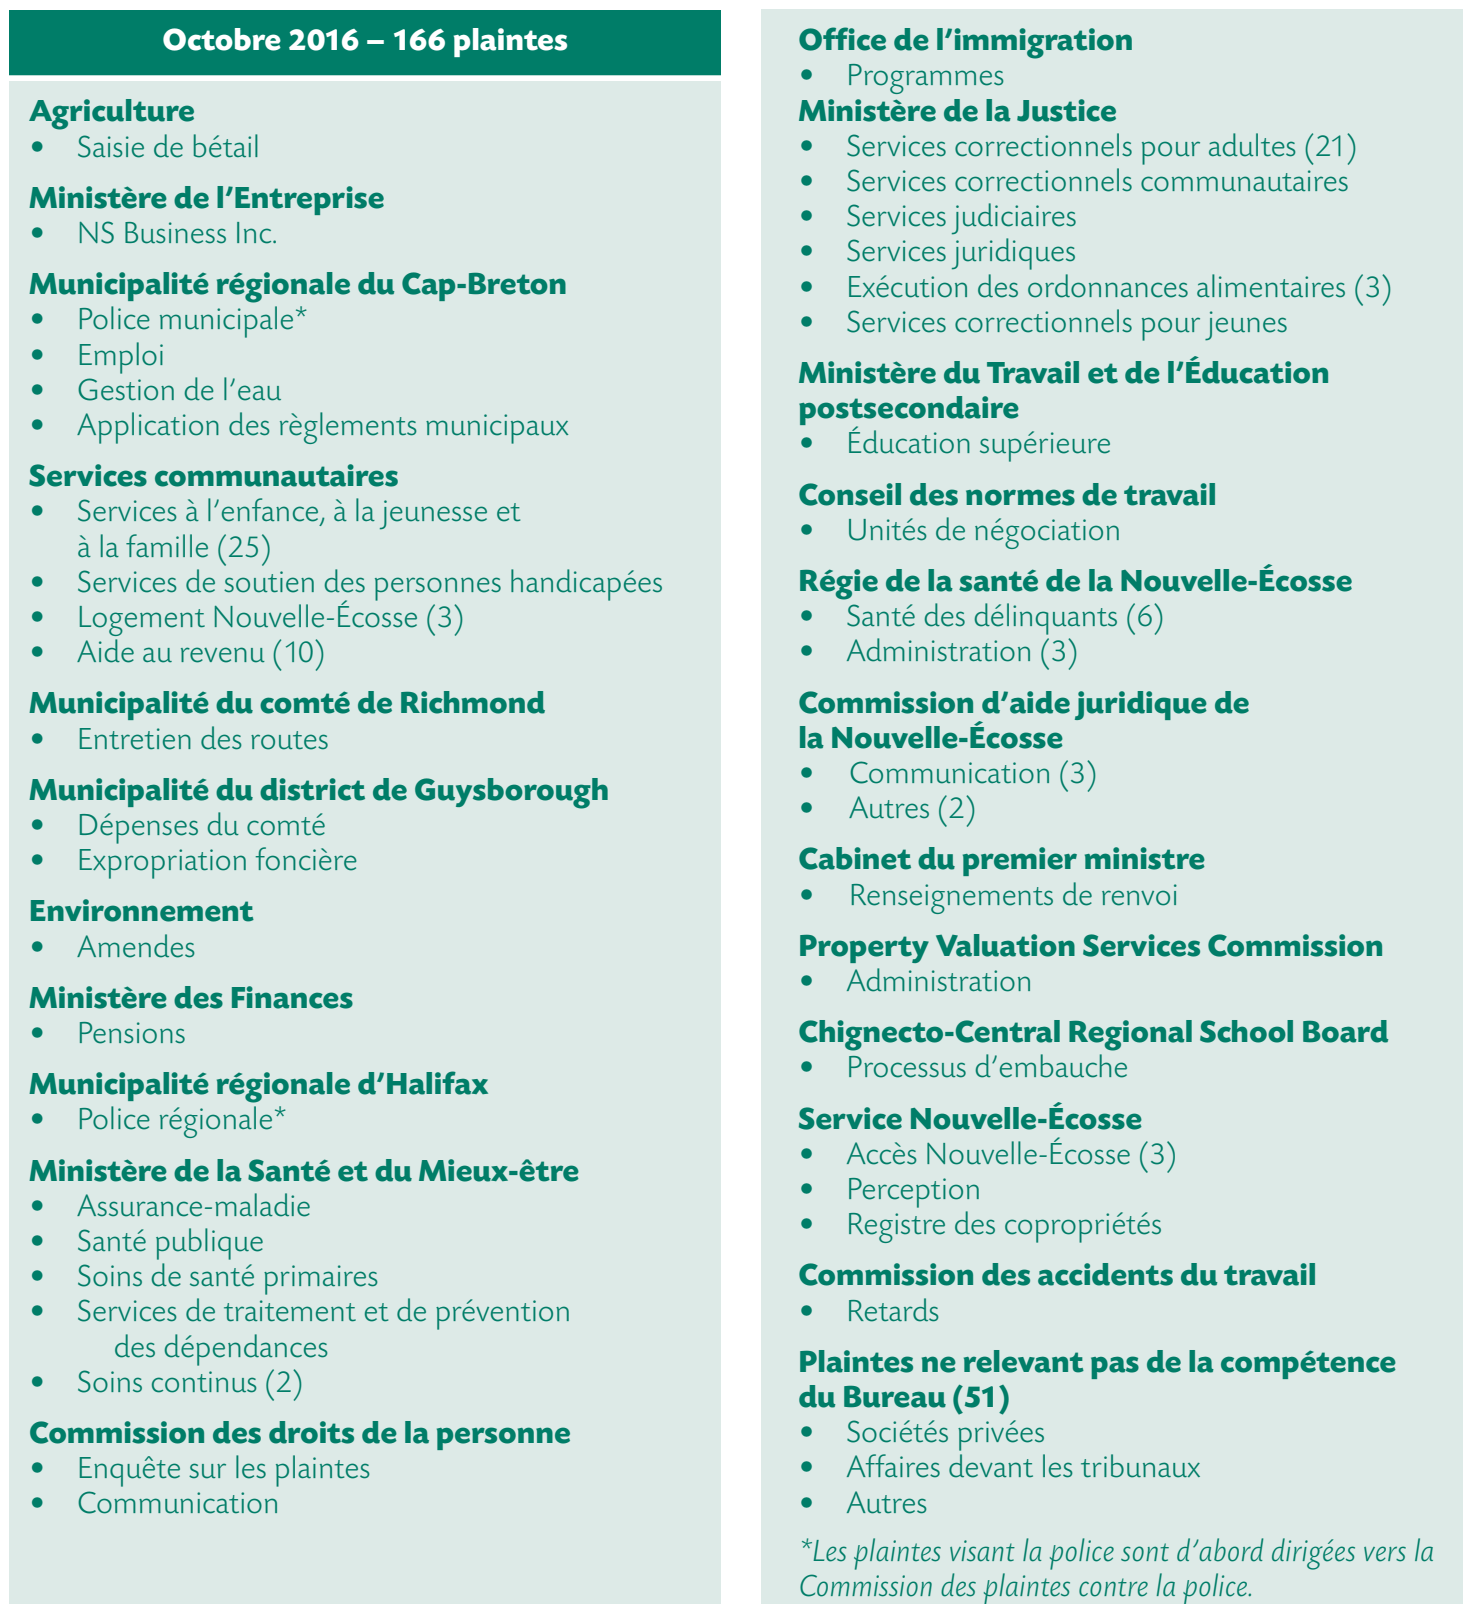 Octobre 2016 – 166 plaintes
Agriculture
• Saisie de bétail
Ministère de l’Entreprise
• NS Business Inc.
Municipalité régionale du Cap-Breton
• Police municipale*
• Emploi
• Gestion de l’eau
• Application des règlements municipaux
Services communautaires
• Services à l’enfance, à la jeunesse et
à la famille (25)
• Services de soutien des personnes handicapées
• Logement Nouvelle-Écosse (3)
• Aide au revenu (10)
Municipalité du comté de Richmond
• Entretien des routes
Municipalité du district de Guysborough
• Dépenses du comté
• Expropriation foncière
Environnement
• Amendes
Ministère des Finances
• Pensions
Municipalité régionale d’Halifax
• Police régionale*
Ministère de la Santé et du Mieux-être
• Assurance-maladie
• Santé publique
• Soins de santé primaires
• Services de traitement et de prévention
des dépendances
• Soins continus (2)
Commission des droits de la personne
• Enquête sur les plaintes
• Communication
Office de l’immigration
• Programmes
Ministère de la Justice
• Services correctionnels pour adultes (21)
• Services correctionnels communautaires
• Services judiciaires
• Services juridiques
• Exécution des ordonnances alimentaires (3)
• Services correctionnels pour jeunes
Ministère du Travail et de l’Éducation
postsecondaire
• Éducation supérieure
Conseil des normes de travail
• Unités de négociation
Régie de la santé de la Nouvelle-Écosse
• Santé des délinquants (6)
• Administration (3)
Commission d’aide juridique de
la Nouvelle-Écosse
• Communication (3)
• Autres (2)
Cabinet du premier ministre
• Renseignements de renvoi
Property Valuation Services Commission
• Administration
Chignecto-Central Regional School Board
• Processus d’embauche
Service Nouvelle-Écosse
• Accès Nouvelle-Écosse (3)
• Perception
• Registre des copropriétés
Commission des accidents du travail
• Retards
Plaintes ne relevant pas de la compétence
du Bureau (51)
• Sociétés privées
• Affaires devant les tribunaux
• Autres
*Les plaintes visant la police sont d’abord dirigées vers la
Commission des plaintes contre la police.